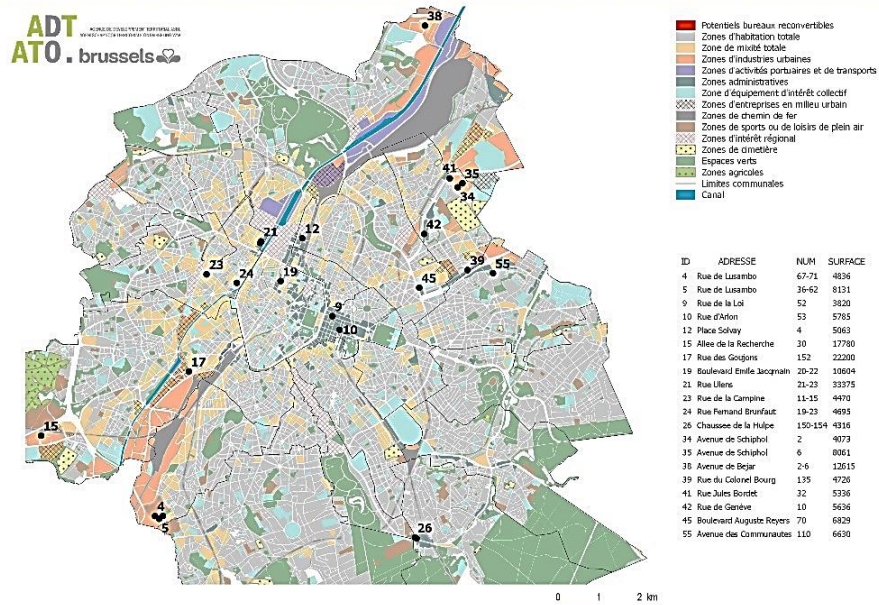 ADT
ATO. brussels
Potentiels bureaux reconvertibles
Zones d'habitation totale
Zone de mixité totale
Zones d'industries urbaines
Zones d'activités portuaires et de transports
Zones administratives
Zone d'équipement d'intérêt collectif
Zones d'entreprises en milieu urbain
Zones de chemin de fer
Zones de sports ou de loisirs de plein air
Zones d'intérêt régional
Zones de cimetière
Espaces verts
Zones agricoles
Limites communales
Canal
38
41
35
34
42
21
12
23
24
19
39
55
45
9
10
17
15
4
5
26
ID ADRESSE NUM SURFACE
4 Rue de Lusambo 67-71 4836
5 Rue de Lusambo 36-62 8131
9 Rue de la Loi 52 3820
10 Rue d'Arlon 53 5785
12 Place Solvay 4 5063
15 Allee de la Recherche 30 17780
17 Rue des Goujons 152 22200
19 Boulevard Emile Jacqmain 20-22 10604
21 Rue Ulens 21-23 33375
23 Rue de la Campine 11-15 4470
24 Rue Fernand Brunfaut 19-23 4695
26 Chaussee de la Hulpe 150-154 4316
34 Avenue de Schiphol 2 4073
35 Avenue de Schiphol 6 8061
38 Avenue de Bejar 2-6 12615
39 Rue du Colonel Bourg 135 4726
41 Rue Jules Bordet 32 5336
42 Rue de Genève 10 5636
45 Boulevard Auguste Reyers 70 6829
55 Avenue des Communautes 110 6630
0 1 2 km